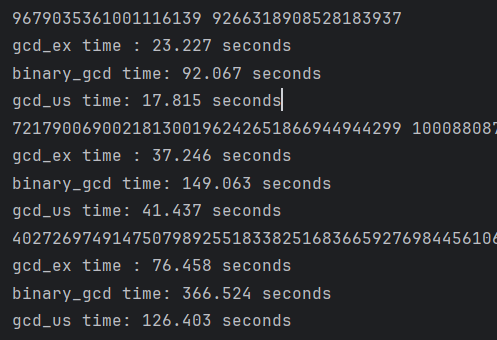 9679035361001116139 9266318908528183937
gcd_ex time : 23.227 seconds
binary_gcd time: 92.067 seconds
gcd_us time: 17.815 seconds
721790069002181300196242651866944944299 100088087
gcd_ex time : 37.246 seconds
binary_gcd time: 149.063 seconds
gcd_us time: 41.437 seconds
4027269749147507989255183382516836659276984456106
gcd_ex time : 76.458 seconds
binary_gcd time: 366.524 seconds
gcd_us time: 126.403 seconds